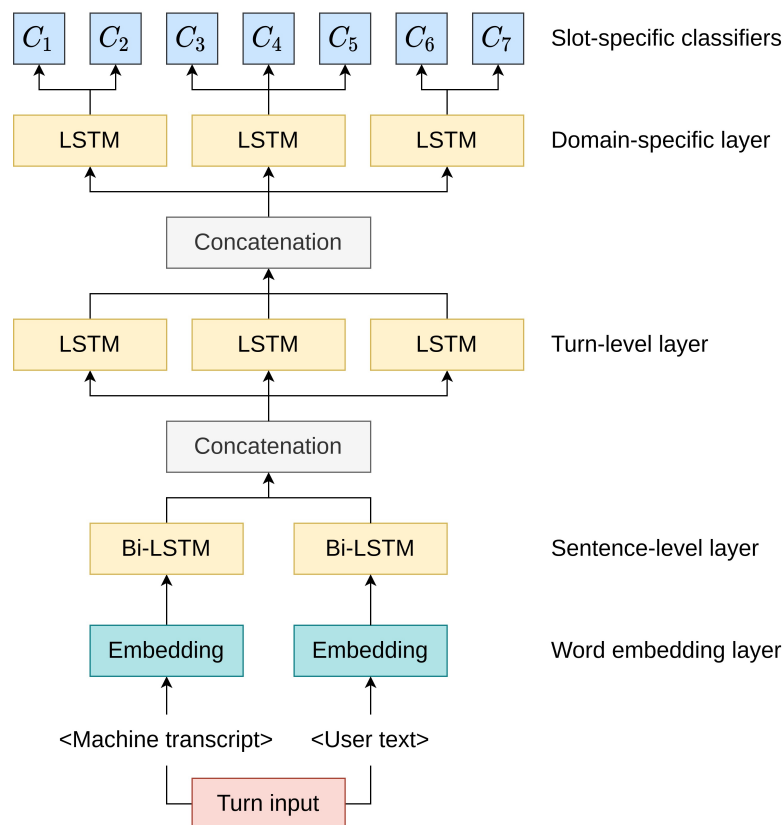 C1 C2 C3 C4 C5 C6 C7 Slot-specific classifiers
LSTM LSTM LSTM Domain-specific layer
Concatenation
LSTM LSTM LSTM Turn-level layer
Concatenation
Bi-LSTM Bi-LSTM Sentence-level layer
Embedding Embedding Word embedding layer
<Machine transcript> <User text>
Turn input